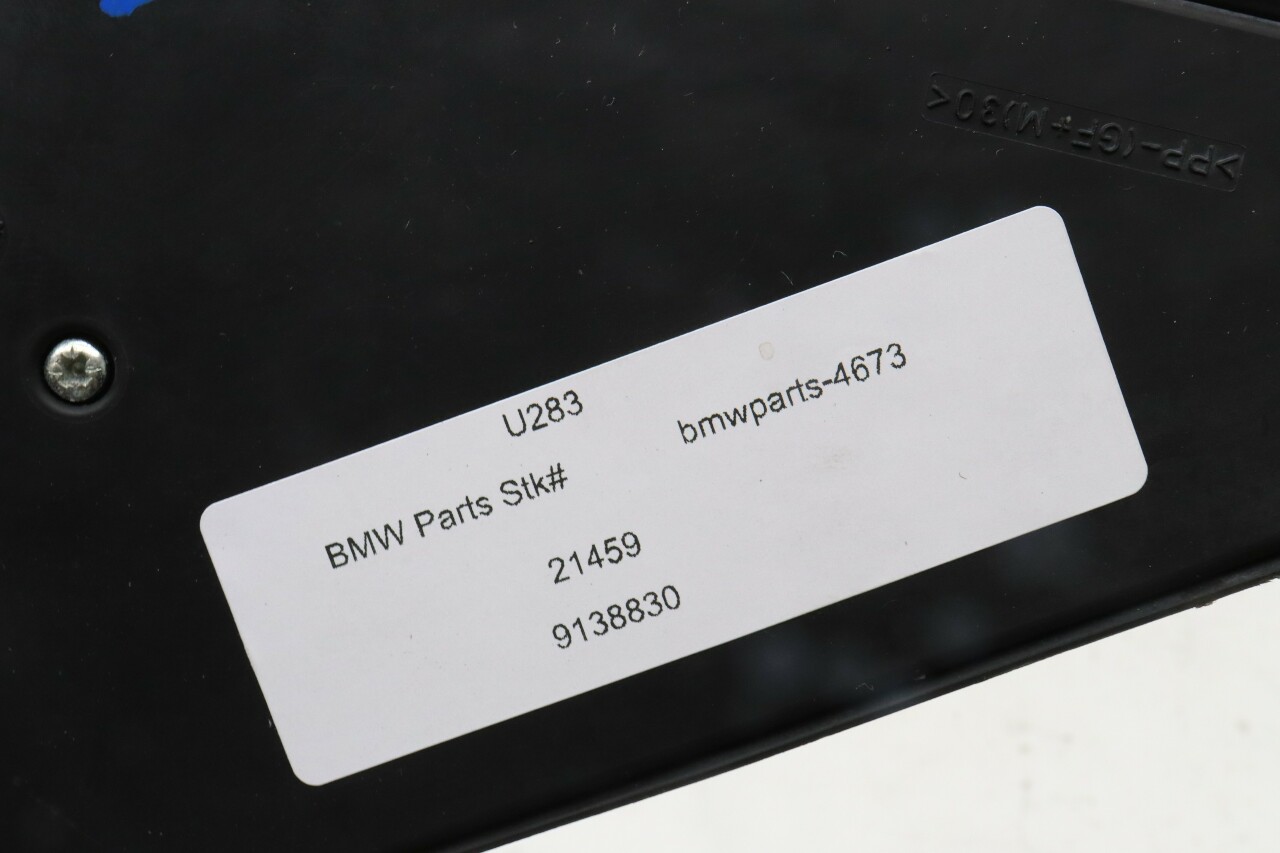 >PP-(GF+M)30<
U283
bmwparts-4673
BMW Parts Stk#
21459
9138830